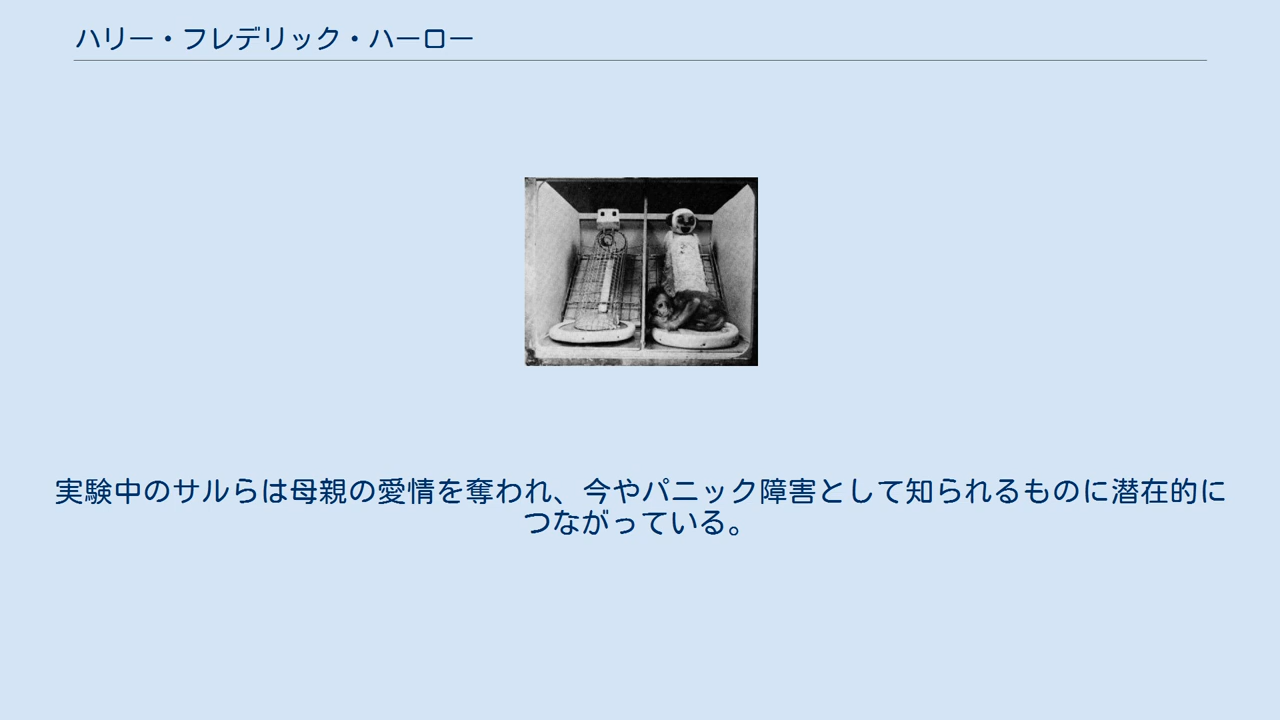 ハリー・フレデリック・ハーロー
実験中のサルらは母親の愛情を奪われ、今やパニック障害として知られるものに潜在的に
つながっている。